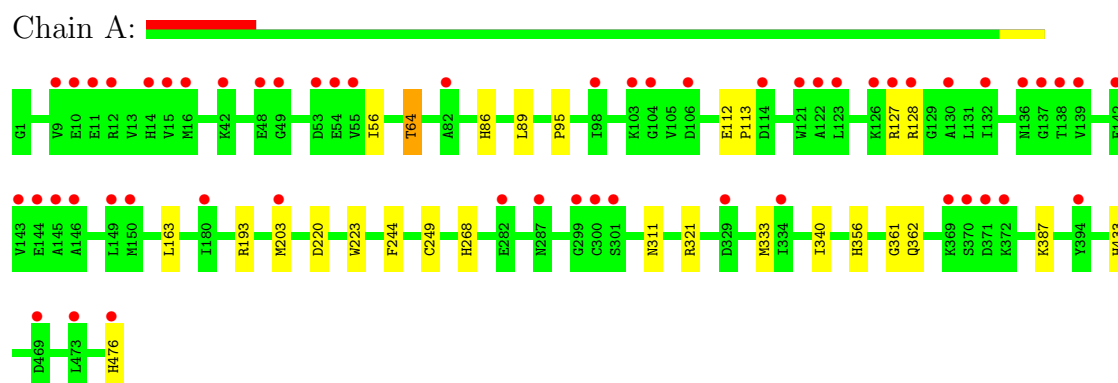 Chain A:
G1 V9 E10 E11 R12 V13 H14 V15 M16 K42 E48 G49 D53 E54 V55 I56 T64 A82 H86 L89 P95 I98 K103 G104 V105 D106 E112 P113 D114 W121 A122 L123 K126 R127 R128 G129 A130 L131 I132 N136 G137 T138 V139
V143 E144 A145 A146 L149 M150 L163 I180 R193 M203 D220 W223 F244 C249 H268 E282 N287 G299 C300 S301 N311 R321 D329 M333 I334 I340 H356 G361 Q362 K369 S370 D371 K372 K387 Y394 H433
D469 L473 H476